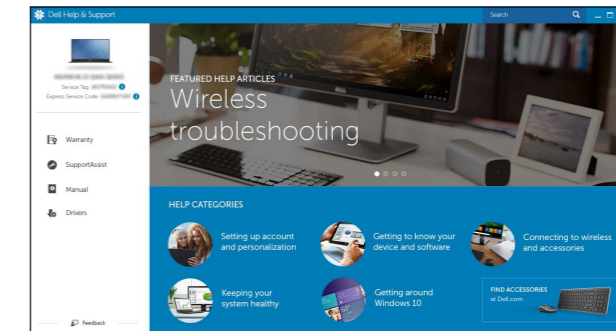 Dell Help & Support
Search
Service Tag:
Express Service Code:
Warranty
SupportAssist
Manual
Drivers
Feedback
FEATURED HELP ARTICLES
Wireless
troubleshooting
HELP CATEGORIES
Setting up account
and personalization
Getting to know your
device and software
Connecting to wireless
and accessories
Keeping your
system healthy
Getting around
Windows 10
FIND ACCESSORIES
at Dell.com